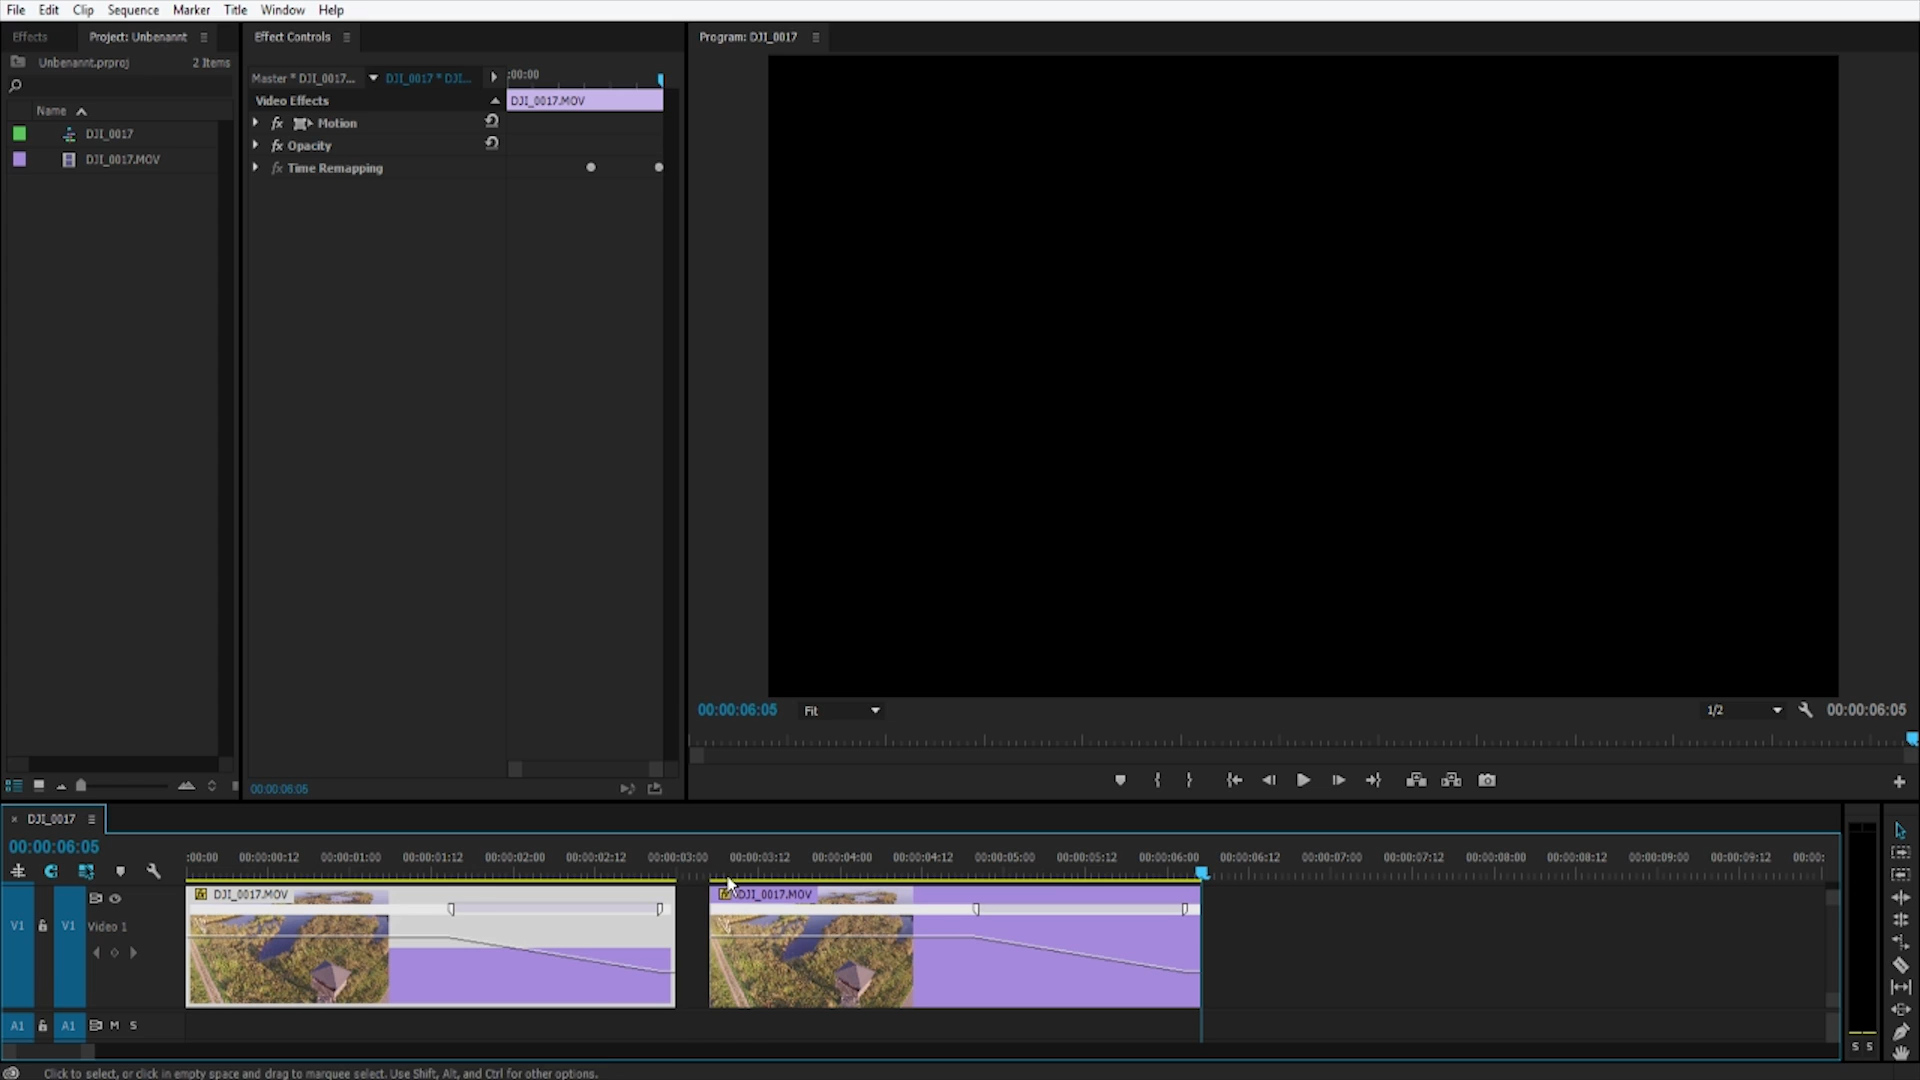 File Edit Clip Sequence Marker Title Window Help
Effects Project: Unbenannt Effect Controls Program: DJI_0017
Unbenannt.prproj 2 Items
Master * DJI_0017... DJI_0017 * DJI... :00:00
Video Effects DJI_0017.MOV
Name
fx Motion
DJI_0017
fx Opacity
DJI_0017.MOV
fx Time Remapping
00:00:06:05 Fit 1/2 00:00:06:05
00:00:06:05
DJI_0017
00:00:06:05
:00:00 00:00:00:12 00:00:01:00 00:00:01:12 00:00:02:00 00:00:02:12 00:00:03:00 00:00:03:12 00:00:04:00 00:00:04:12 00:00:05:00 00:00:05:12 00:00:06:00 00:00:06:12 00:00:07:00 00:00:07:12 00:00:08:00 00:00:08:12 00:00:09:00 00:00:09:12 00:00:
DJI_0017.MOV DJI_0017.MOV
V1 V1 Video 1
A1 A1 M S
S S
Click to select, or click in empty space and drag to marquee select. Use Shift, Alt, and Ctrl for other options.